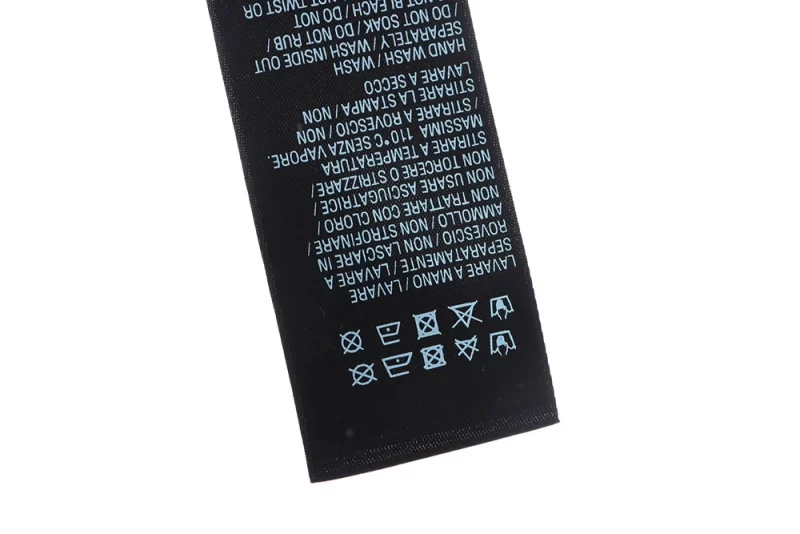 LAVARE A MANO / LAVARE
SEPARATAMENTE / LAVARE A
ROVESCIO / NON LASCIARE IN
AMMOLLO / NON STROFINARE /
NON TRATTARE CON CLORO /
NON USARE ASCIUGATRICE /
NON TORCERE O STRIZZARE /
STIRARE A TEMPERATURA
MASSIMA 110°C SENZA VAPORE.
/ STIRARE A ROVESCIO / NON
STIRARE LA STAMPA / NON
LAVARE A SECCO
HAND WASH / WASH
SEPARATELY / WASH INSIDE OUT
/ DO NOT SOAK / DO NOT RUB /
NOT BLEACH / DO NOT
NOT TWIST OR